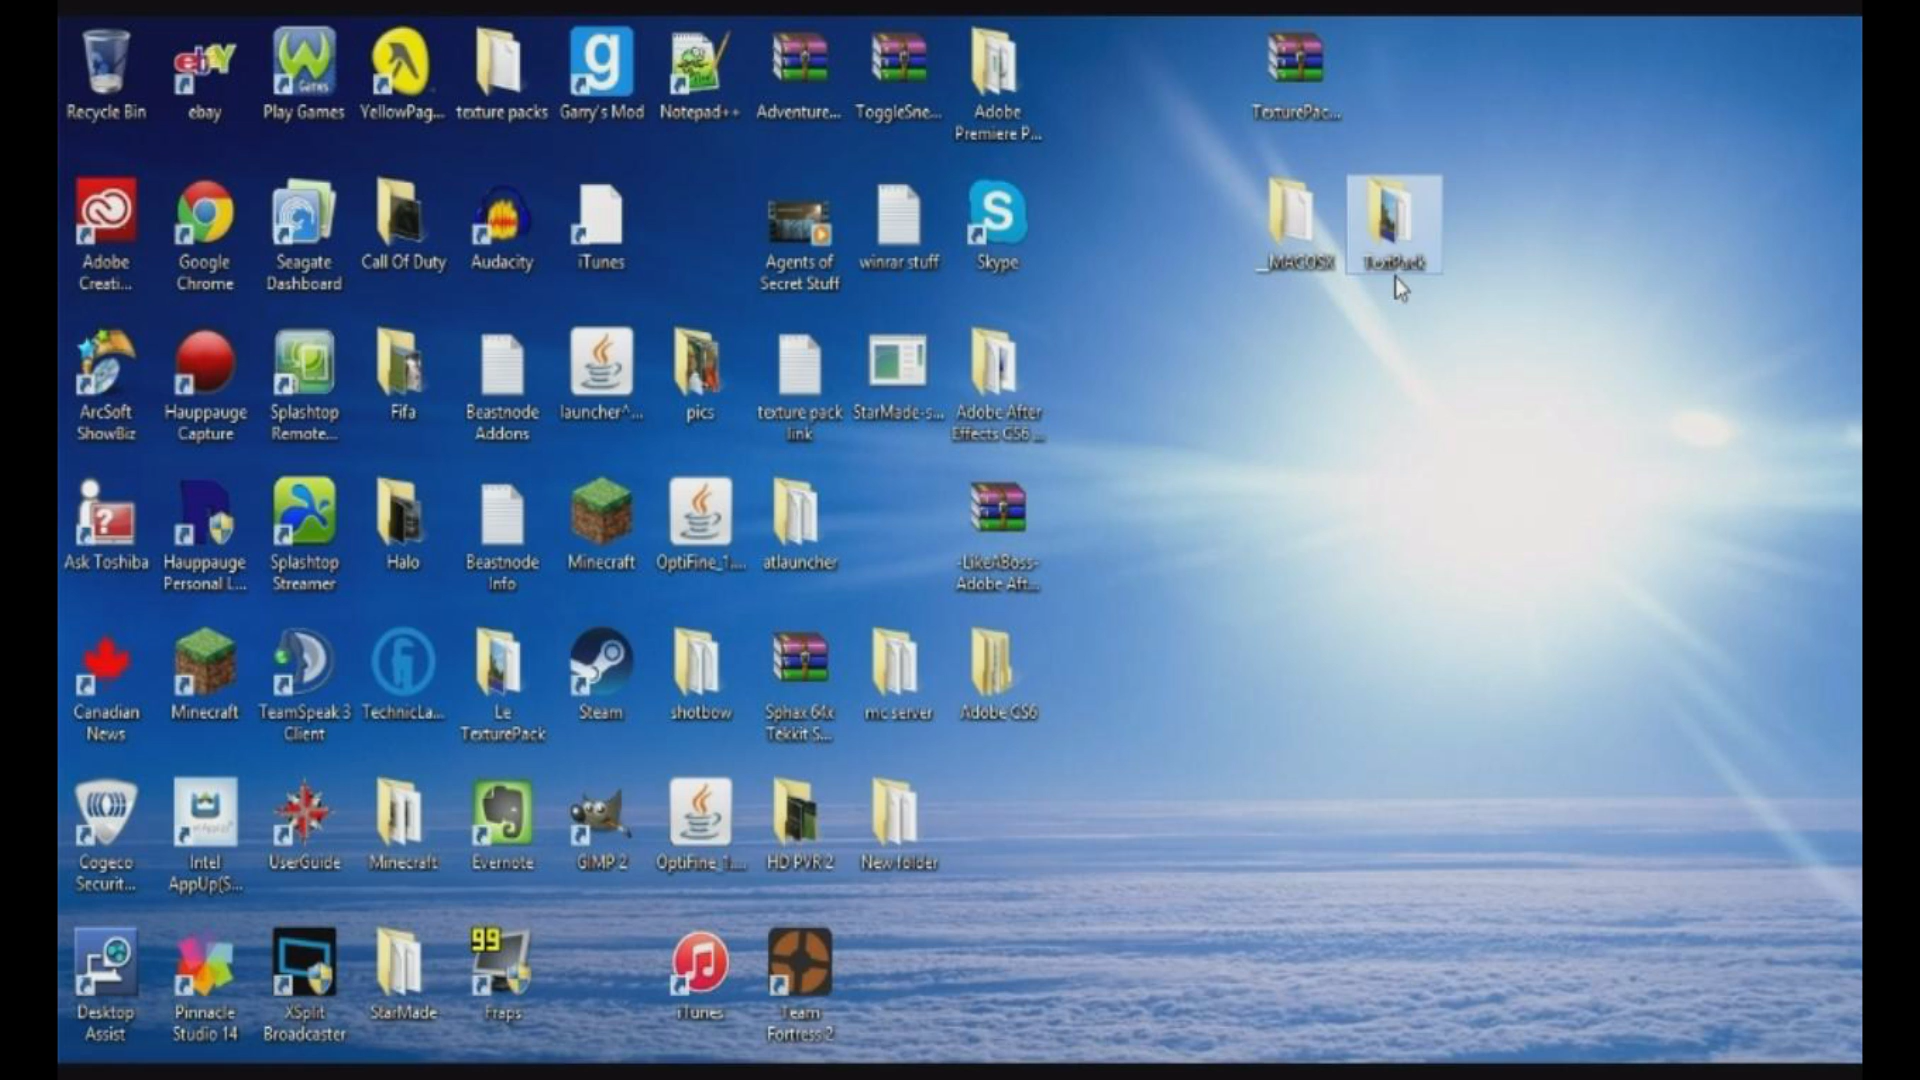 Recycle Bin
ebay
Play Games
YellowPag...
texture packs
Garry's Mod
Notepad++
Adventure...
ToggleSne...
Adobe
Premiere P...
TexturePac...
Adobe
Creati...
Google
Chrome
Seagate
Dashboard
Call Of Duty
Audacity
iTunes
Agents of
Secret Stuff
winrar stuff
Skype
__MACOSX
TextPack
ArcSoft
ShowBiz
Hauppauge
Capture
Splashtop
Remote...
Fifa
Beastnode
Addons
launcher^...
pics
texture pack
link
StarMade-s...
Adobe After
Effects CS6 ...
Ask Toshiba
Hauppauge
Personal L...
Splashtop
Streamer
Halo
Beastnode
Info
Minecraft
OptiFine_1....
atlauncher
-LikeABoss-
Adobe Aft...
Canadian
News
Minecraft
TeamSpeak 3
Client
TechnicLa...
Le
TexturePack
Steam
shotbow
Sphax 64x
Tekkit S...
mc server
Adobe CS6
Cogeco
Securit...
Intel
AppUp(S...
UserGuide
Minecraft
Evernote
GIMP 2
OptiFine_1....
HD PVR 2
New folder
99
Desktop
Assist
Pinnacle
Studio 14
XSplit
Broadcaster
StarMade
Fraps
iTunes
Team
Fortress 2